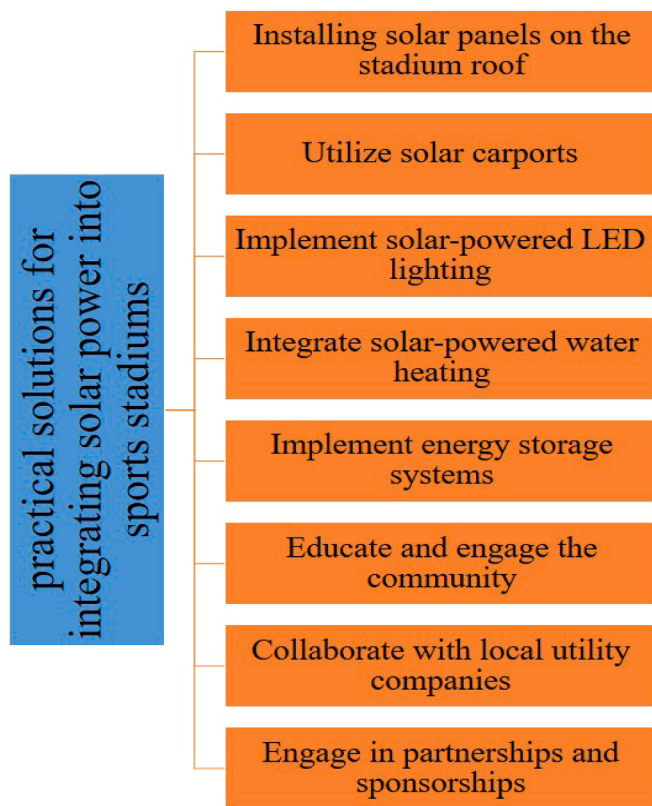 practical solutions for
integrating solar power into
sports stadiums
Installing solar panels on the
stadium roof
Utilize solar carports
Implement solar-powered LED
lighting
Integrate solar-powered water
heating
Implement energy storage
systems
Educate and engage the
community
Collaborate with local utility
companies
Engage in partnerships and
sponsorships